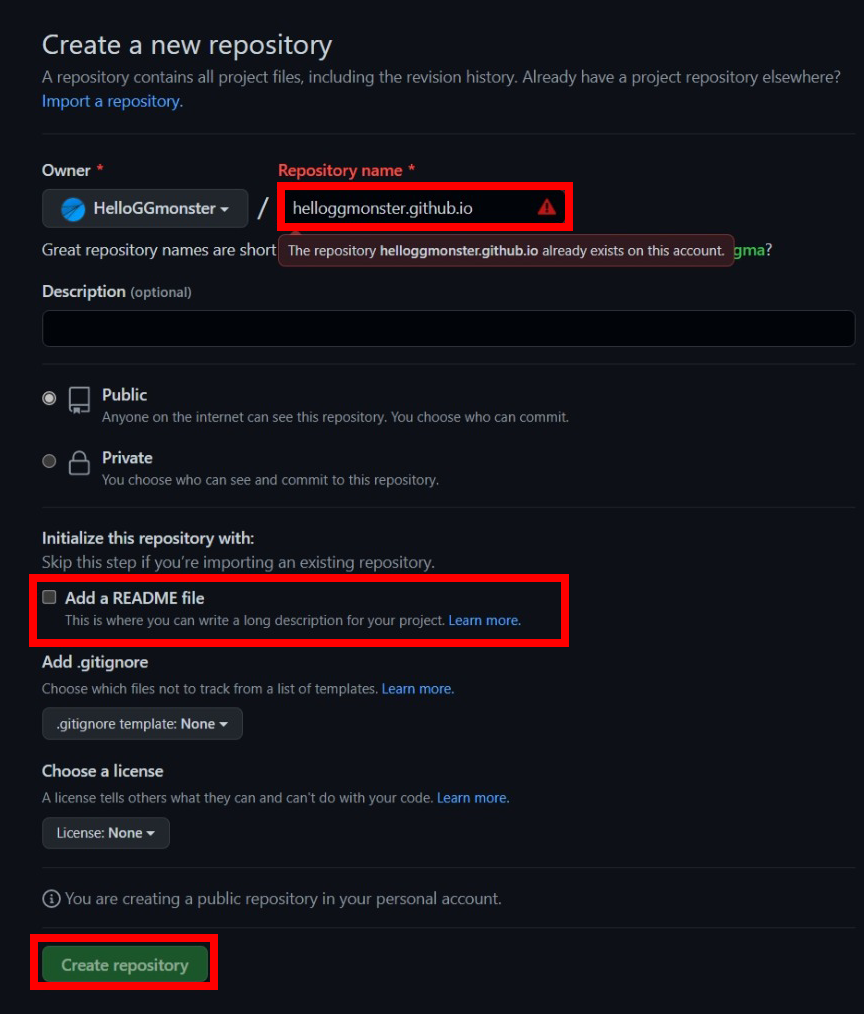 Create a new repository
A repository contains all project files, including the revision history. Already have a project repository elsewhere?
Import a repository.
Owner *
Repository name *
HelloGGmonster
/
helloggmonster.github.io
Great repository names are short
The repository helloggmonster.github.io already exists on this account.
gma?
Description (optional)
Public
Anyone on the internet can see this repository. You choose who can commit.
Private
You choose who can see and commit to this repository.
Initialize this repository with:
Skip this step if you're importing an existing repository.
Add a README file
This is where you can write a long description for your project. Learn more.
Add .gitignore
Choose which files not to track from a list of templates. Learn more.
.gitignore template: None
Choose a license
A license tells others what they can and can't do with your code. Learn more.
License: None
You are creating a public repository in your personal account.
Create repository